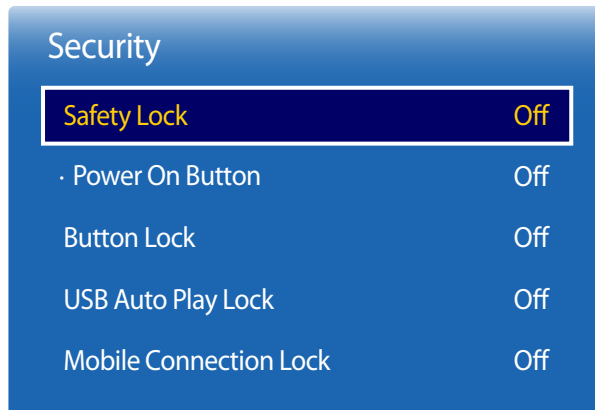 Security
Safety Lock Off
· Power On Button Off
Button Lock Off
USB Auto Play Lock Off
Mobile Connection Lock Off